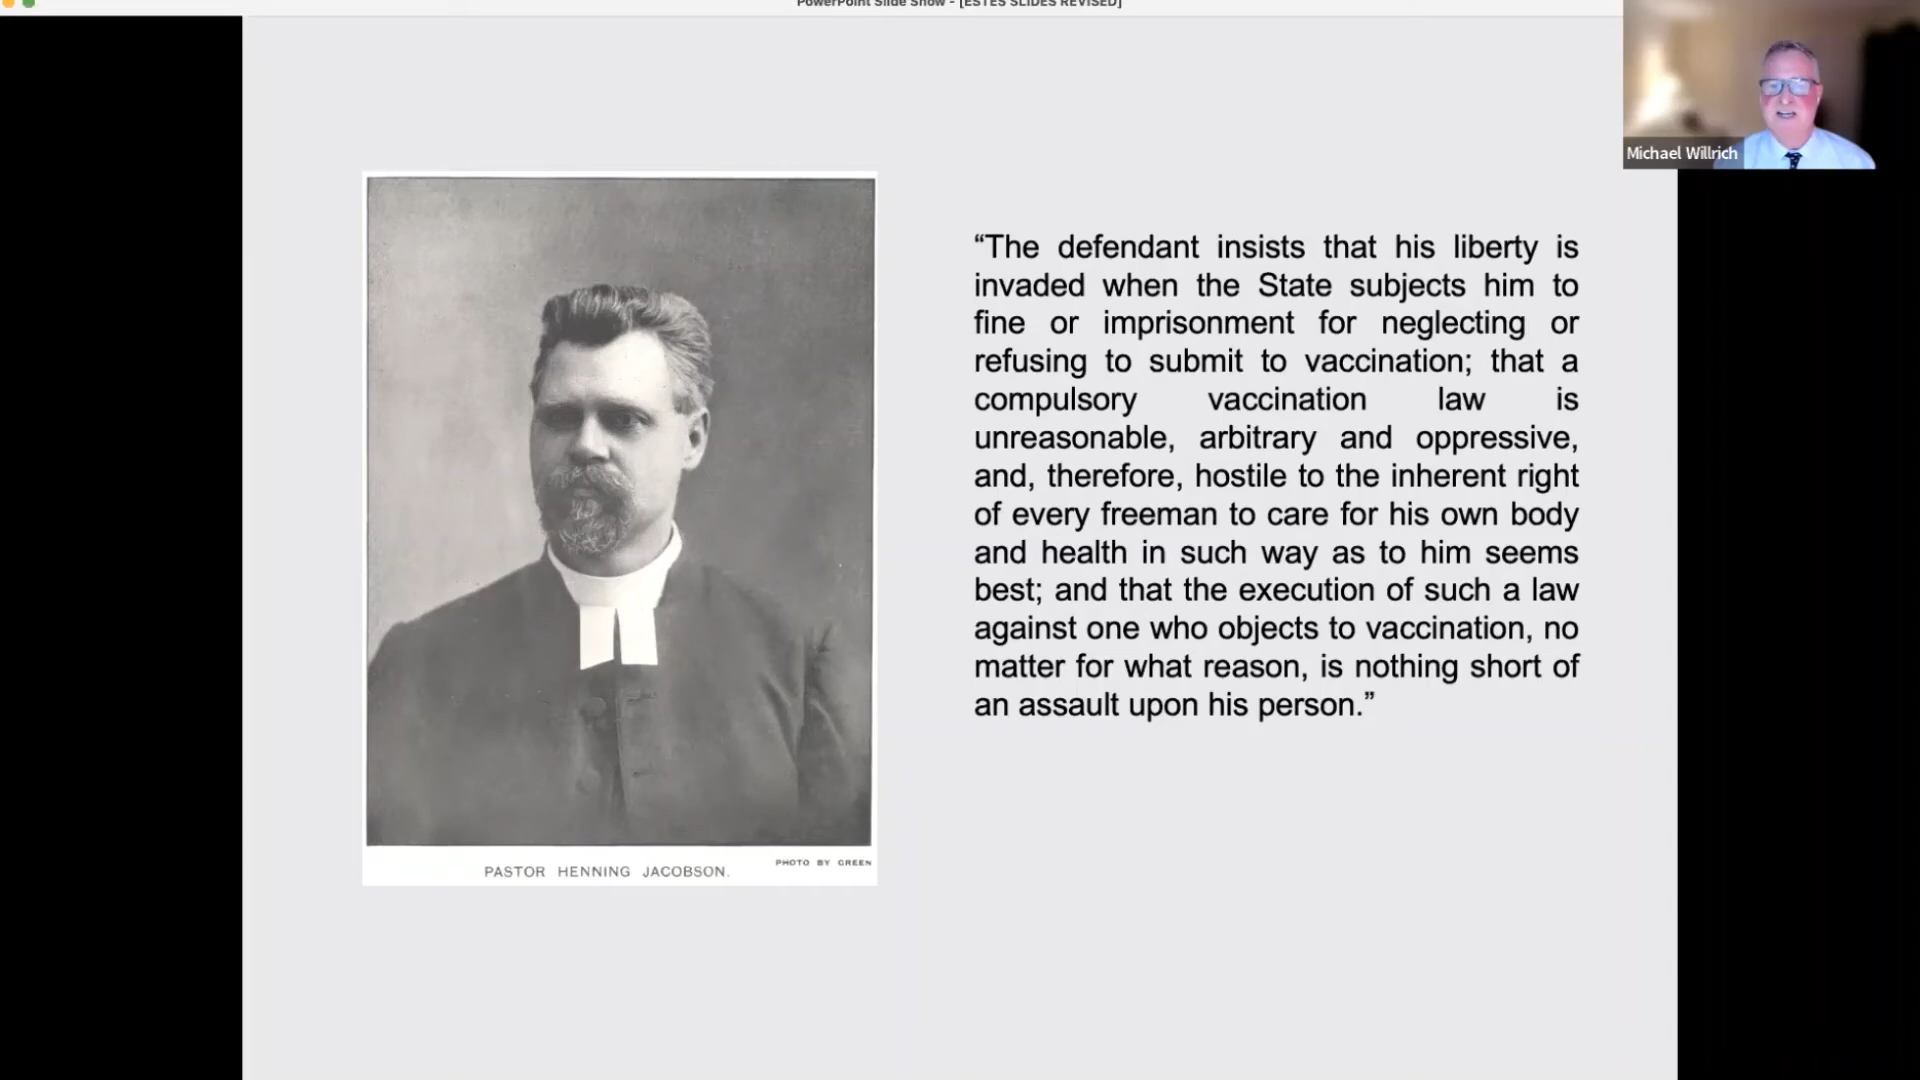 PowerPoint Slide Show - [ESTES SLIDES REVISED]
Michael Willrich
“The defendant insists that his liberty is
invaded when the State subjects him to
fine or imprisonment for neglecting or
refusing to submit to vaccination; that a
compulsory vaccination law is
unreasonable, arbitrary and oppressive,
and, therefore, hostile to the inherent right
of every freeman to care for his own body
and health in such way as to him seems
best; and that the execution of such a law
against one who objects to vaccination, no
matter for what reason, is nothing short of
an assault upon his person.”
PHOTO BY GREEN
PASTOR HENNING JACOBSON.